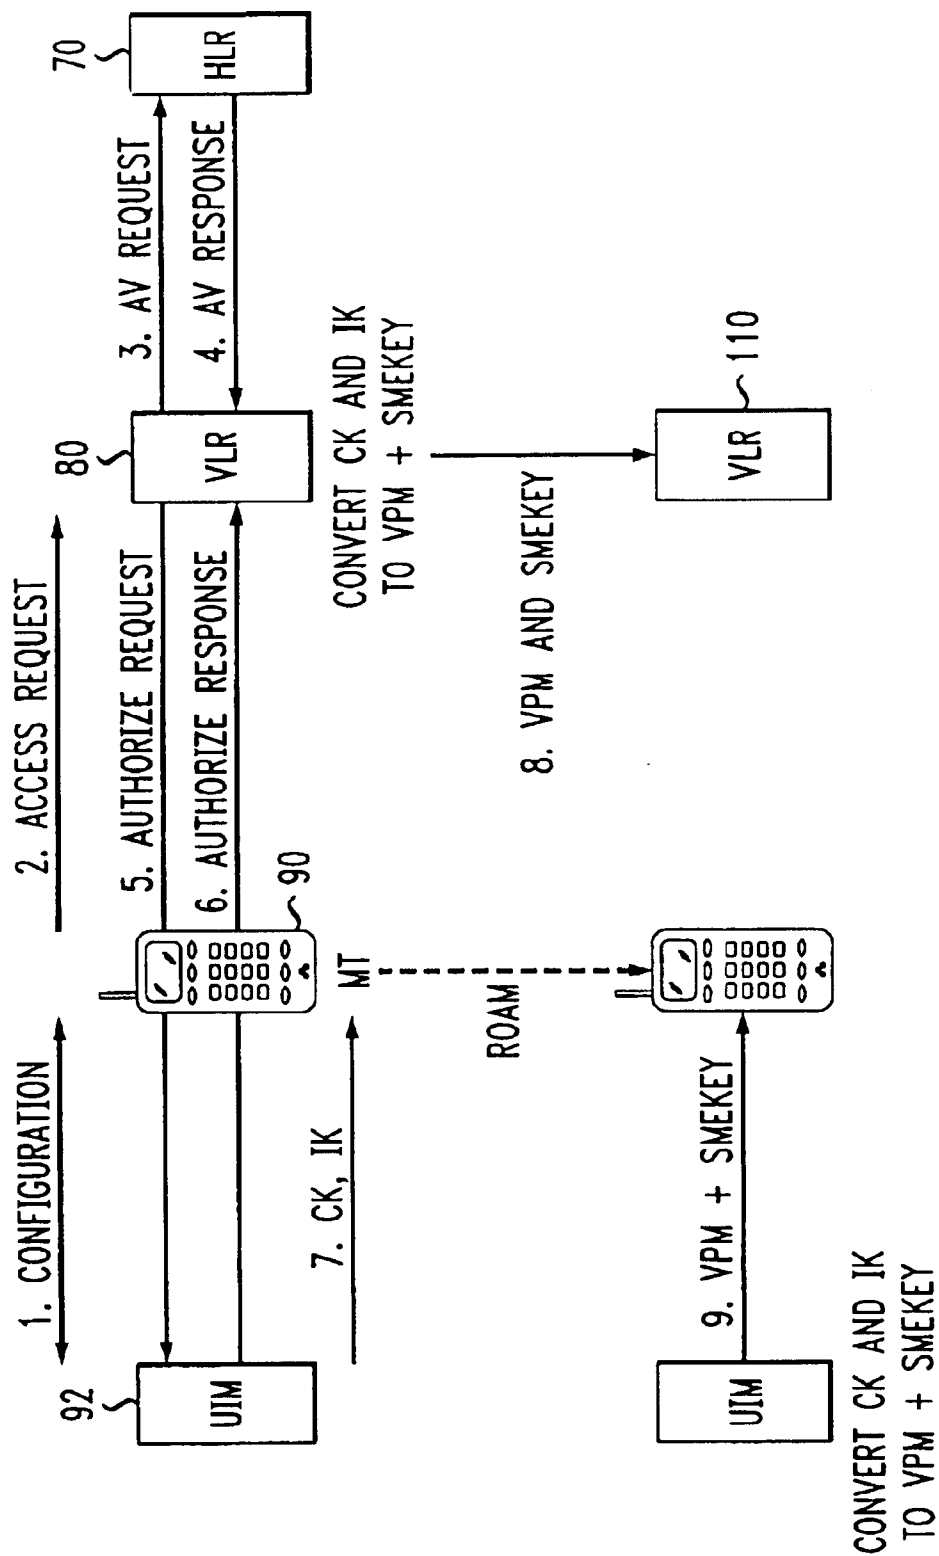 1. CONFIGURATION
2. ACCESS REQUEST
92
UIM
5. AUTHORIZE REQUEST
6. AUTHORIZE RESPONSE
90
MT
80
VLR
3. AV REQUEST
4. AV RESPONSE
70
HLR
7. CK, IK
CONVERT CK AND IK
TO VPM + SMEKEY
ROAM
8. VPM AND SMEKEY
UIM
9. VPM + SMEKEY
VLR
110
CONVERT CK AND IK
TO VPM + SMEKEY